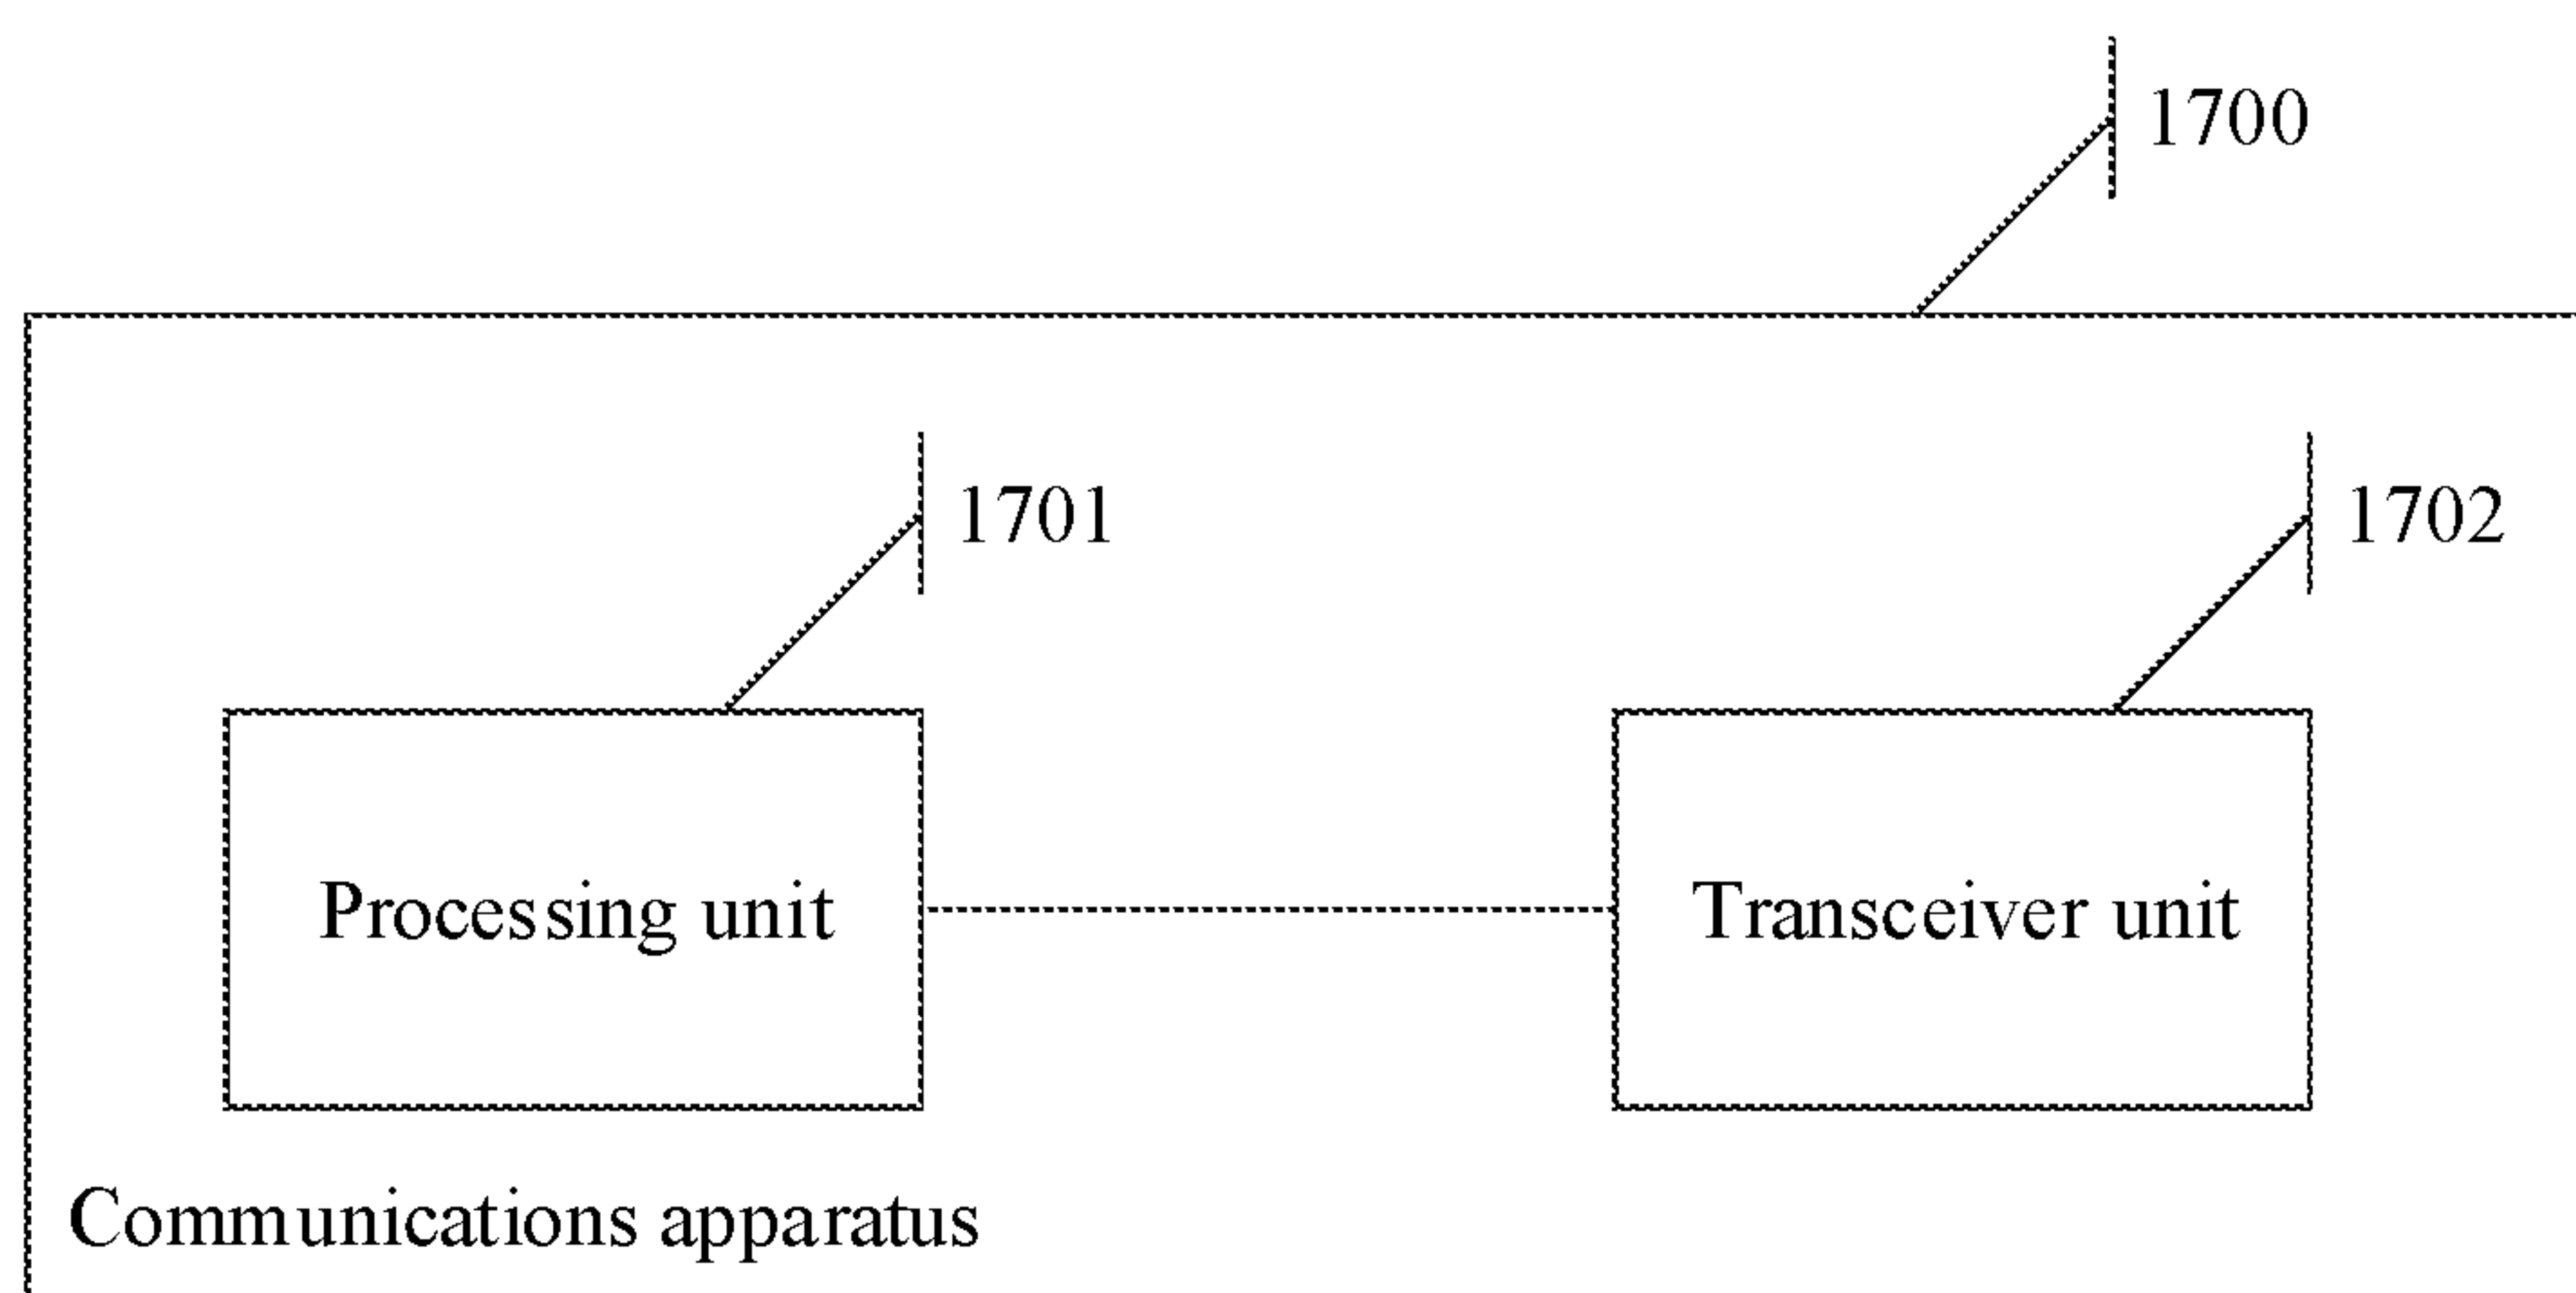 1700
1701
1702
Processing unit
Transceiver unit
Communications apparatus